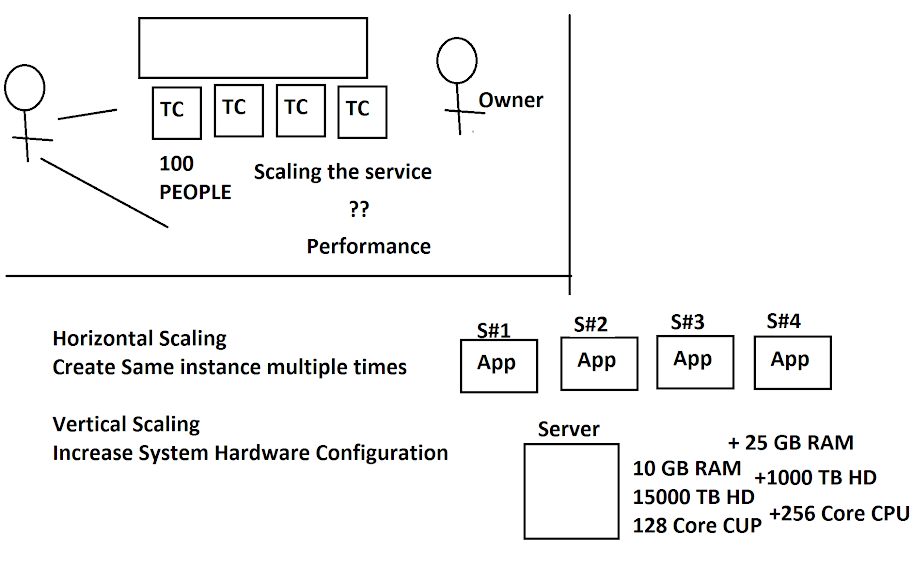 TC TC TC TC
Owner
100
PEOPLE
Scaling the service
??
Performance
Horizontal Scaling
Create Same instance multiple times
S#1 S#2 S#3 S#4
App App App App
Vertical Scaling
Increase System Hardware Configuration
Server
+ 25 GB RAM
10 GB RAM
+1000 TB HD
15000 TB HD
+256 Core CPU
128 Core CUP